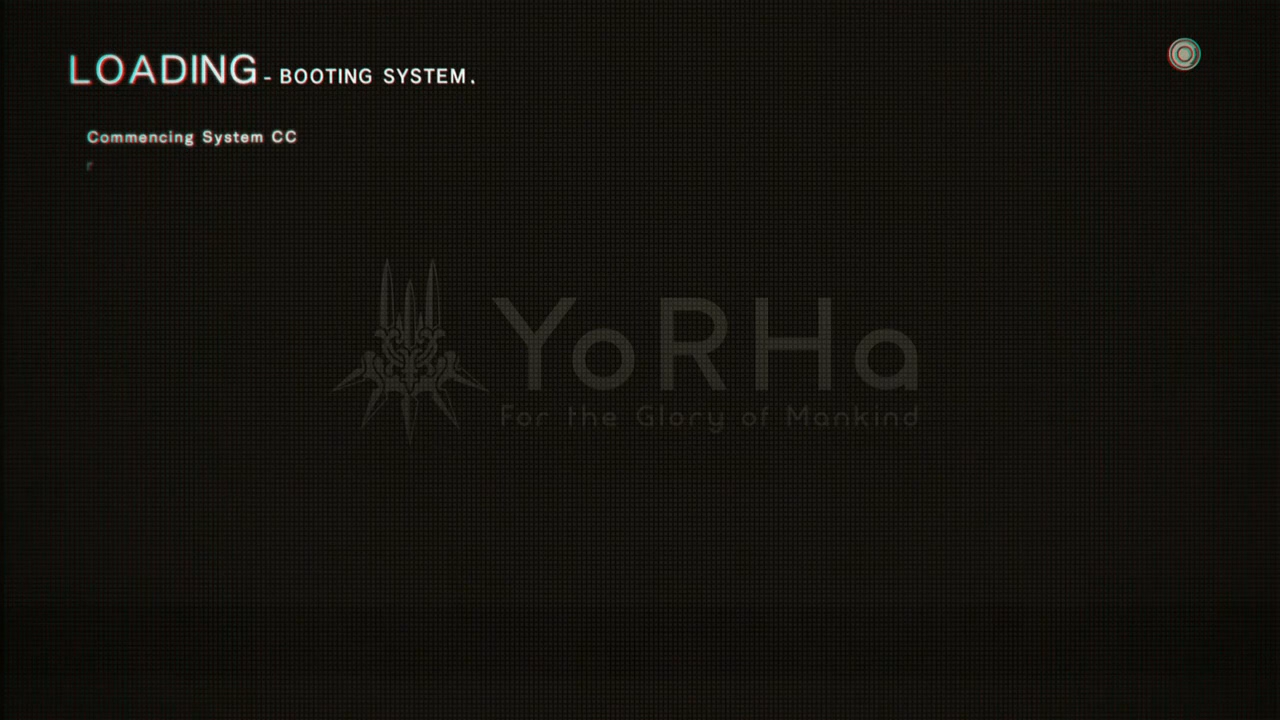 LOADING - BOOTING SYSTEM.
Commencing System CC
r
YoRHa
For the Glory of Mankind